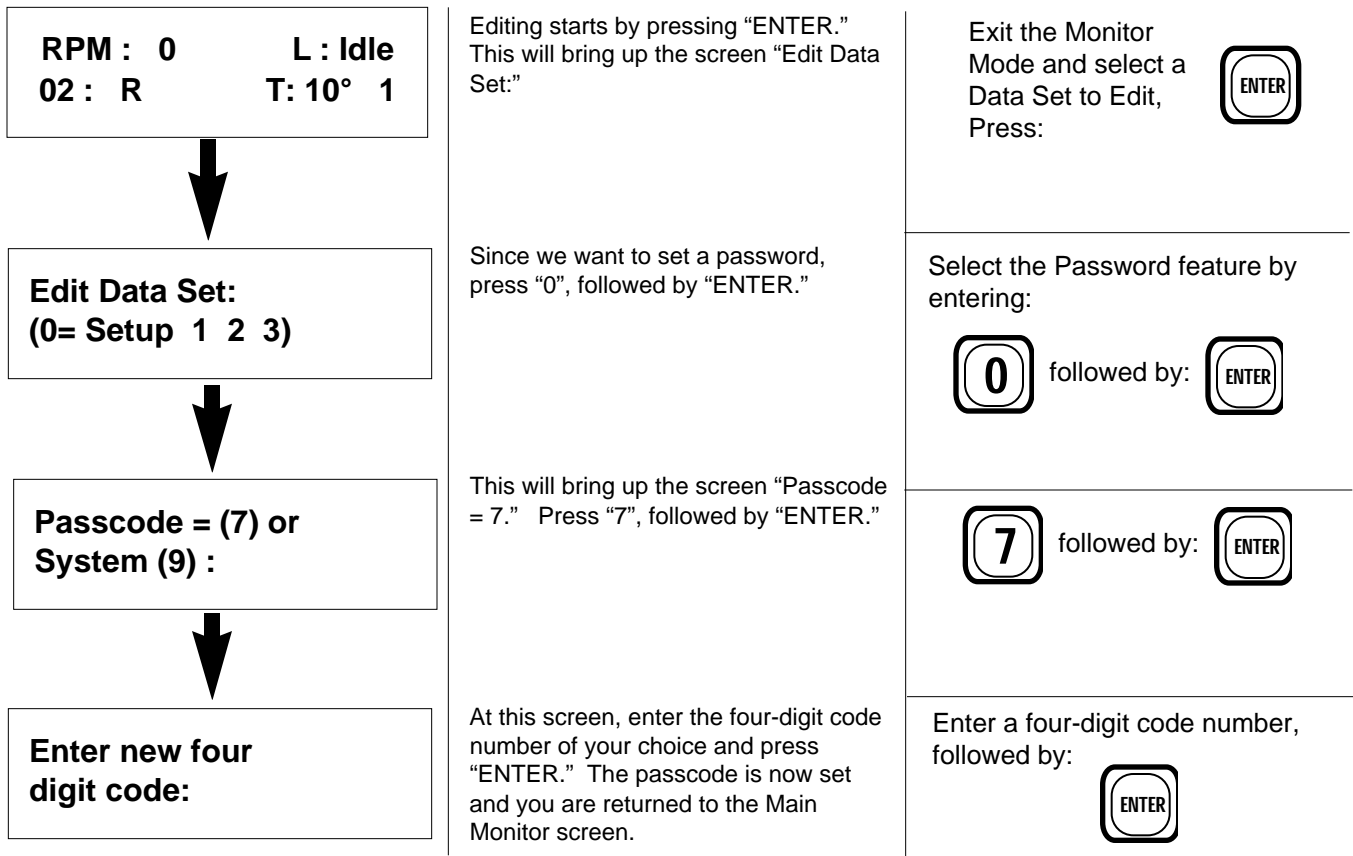 RPM :   0   L : Idle
02 :   R   T: 10°   1
Editing starts by pressing “ENTER.”
This will bring up the screen “Edit Data
Set:”
Exit the Monitor
Mode and select a
Data Set to Edit,
Press:
ENTER
Edit Data Set:
(0= Setup  1  2  3)
Since we want to set a password,
press “0”, followed by “ENTER.”
Select the Password feature by
entering:
0 followed by: ENTER
Passcode = (7) or
System (9) :
This will bring up the screen “Passcode
= 7.”   Press “7”, followed by “ENTER.”
7 followed by: ENTER
Enter new four
digit code:
At this screen, enter the four-digit code
number of your choice and press
“ENTER.”  The passcode is now set
and you are returned to the Main
Monitor screen.
Enter a four-digit code number,
followed by:
ENTER